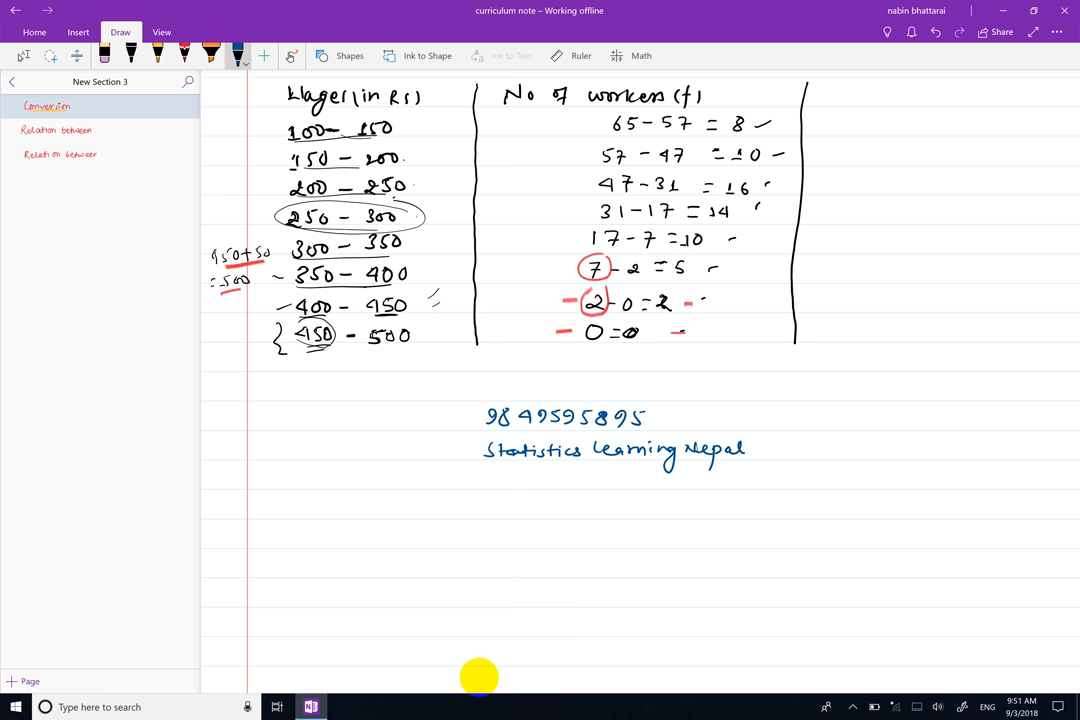 curriculum note – Working offline
nabin bhattarai
Home Insert Draw View
Share
Shapes Ink to Shape Ink to Text Ruler Math
New Section 3
Conversion
Relation between
Relation between
Wages (in Rs) No of workers (f)
100 - 150 65 - 57 = 8
150 - 200 57 - 47 = 10
200 - 250 47 - 31 = 16
250 - 300 31 - 17 = 14
300 - 350 17 - 7 = 10
450+50
= 500
350 - 400 7 - 2 = 5
400 - 450 2 - 0 = 2
450 - 500 0 = 0
9849595895
Statistics Learning Nepal
+ Page
Type here to search
ENG
9:51 AM
9/3/2018